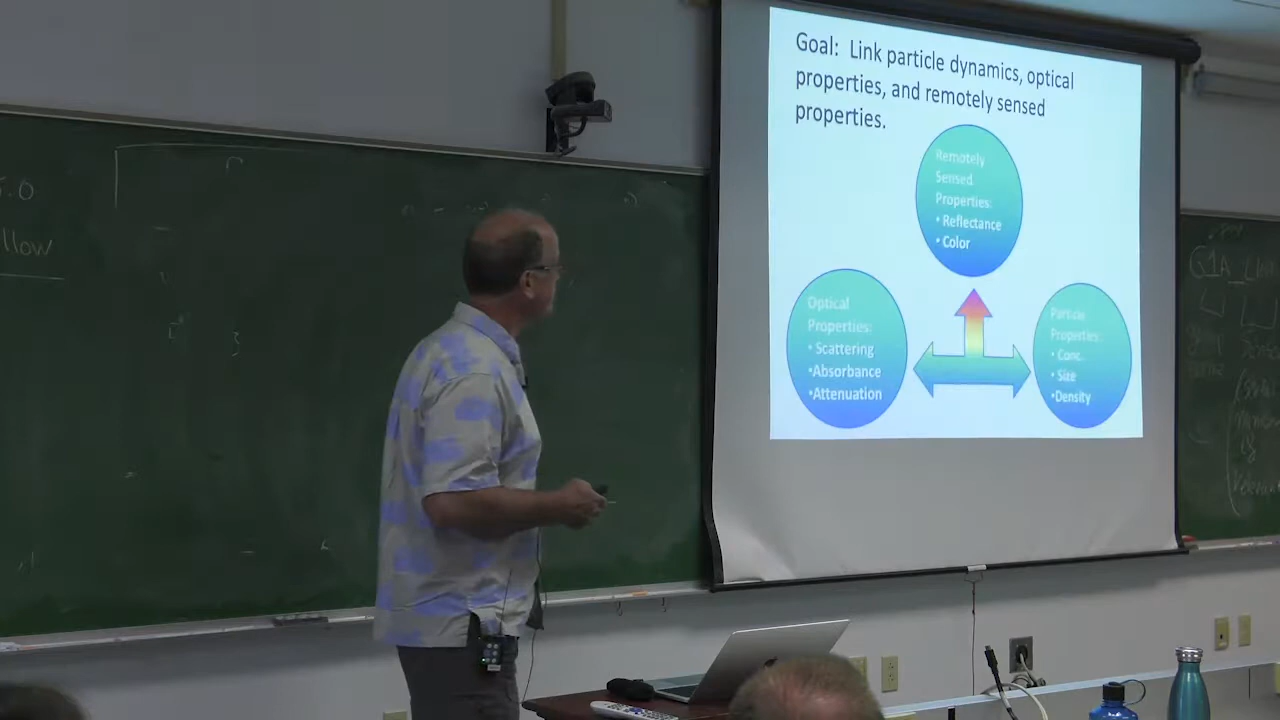 Goal: Link particle dynamics, optical
properties, and remotely sensed
properties.
Remotely
Sensed
Properties:
• Reflectance
• Color
Optical
Properties:
• Scattering
•Absorbance
•Attenuation
Particle
Properties:
• Conc.
• Size
•Density
llow
Q1A